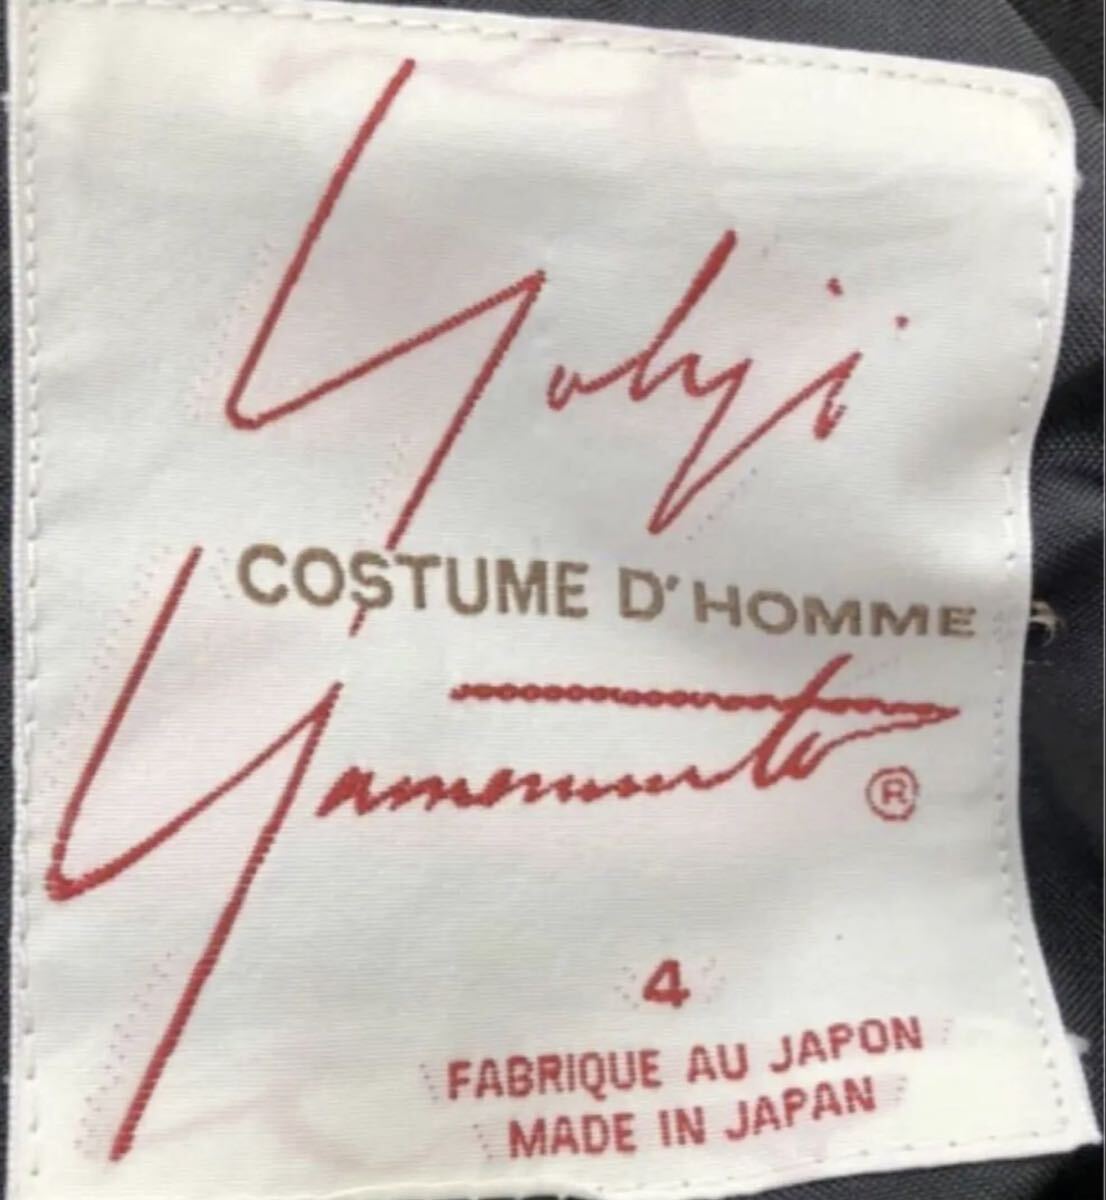 Yohji
COSTUME D'HOMME
Yamamoto
®
4
FABRIQUE AU JAPON
MADE IN JAPAN